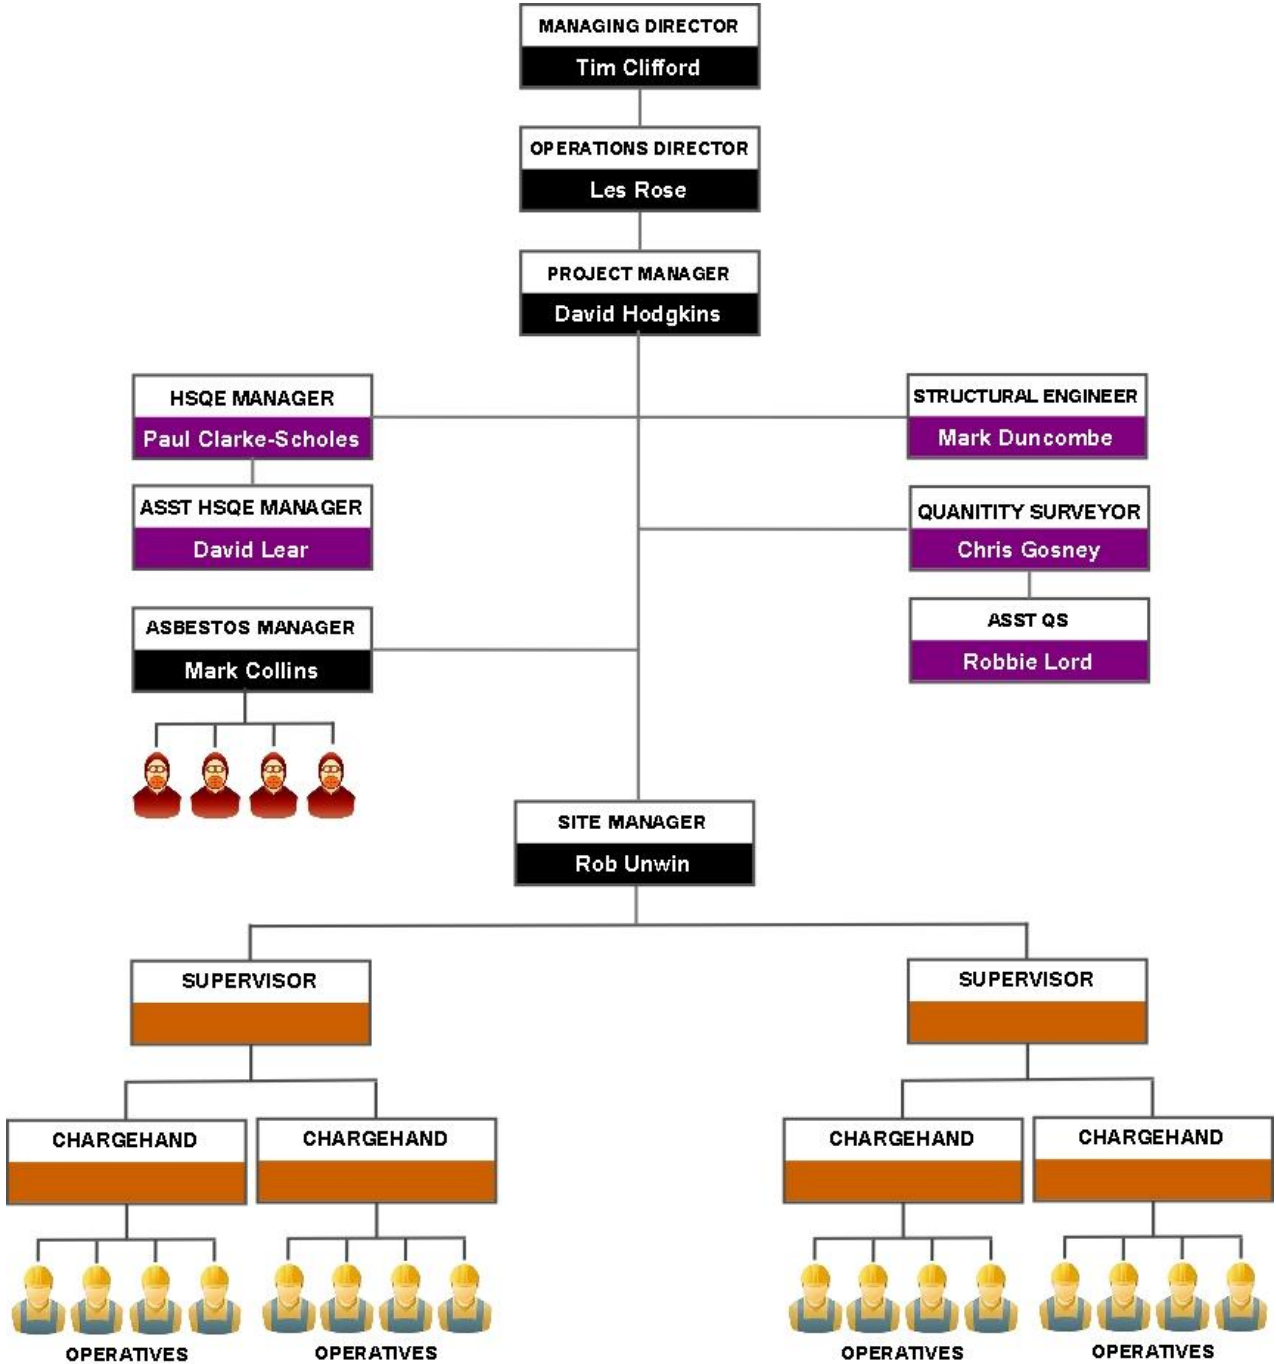 MANAGING DIRECTOR
Tim Clifford
OPERATIONS DIRECTOR
Les Rose
PROJECT MANAGER
David Hodgkins
HSQE MANAGER
Paul Clarke-Scholes
STRUCTURAL ENGINEER
Mark Duncombe
ASST HSQE MANAGER
David Lear
QUANITITY SURVEYOR
Chris Gosney
ASBESTOS MANAGER
Mark Collins
ASST QS
Robbie Lord
SITE MANAGER
Rob Unwin
SUPERVISOR
SUPERVISOR
CHARGEHAND
CHARGEHAND
CHARGEHAND
CHARGEHAND
OPERATIVES
OPERATIVES
OPERATIVES
OPERATIVES